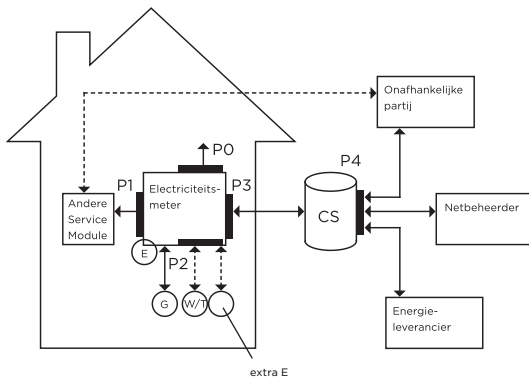 Onafhankelijke
partij
P0
P4
P1
Electriciteits-
meter
P3
Andere
Service
Module
CS
Netbeheerder
E
P2
G
W/T
Energie-
leverancier
extra E